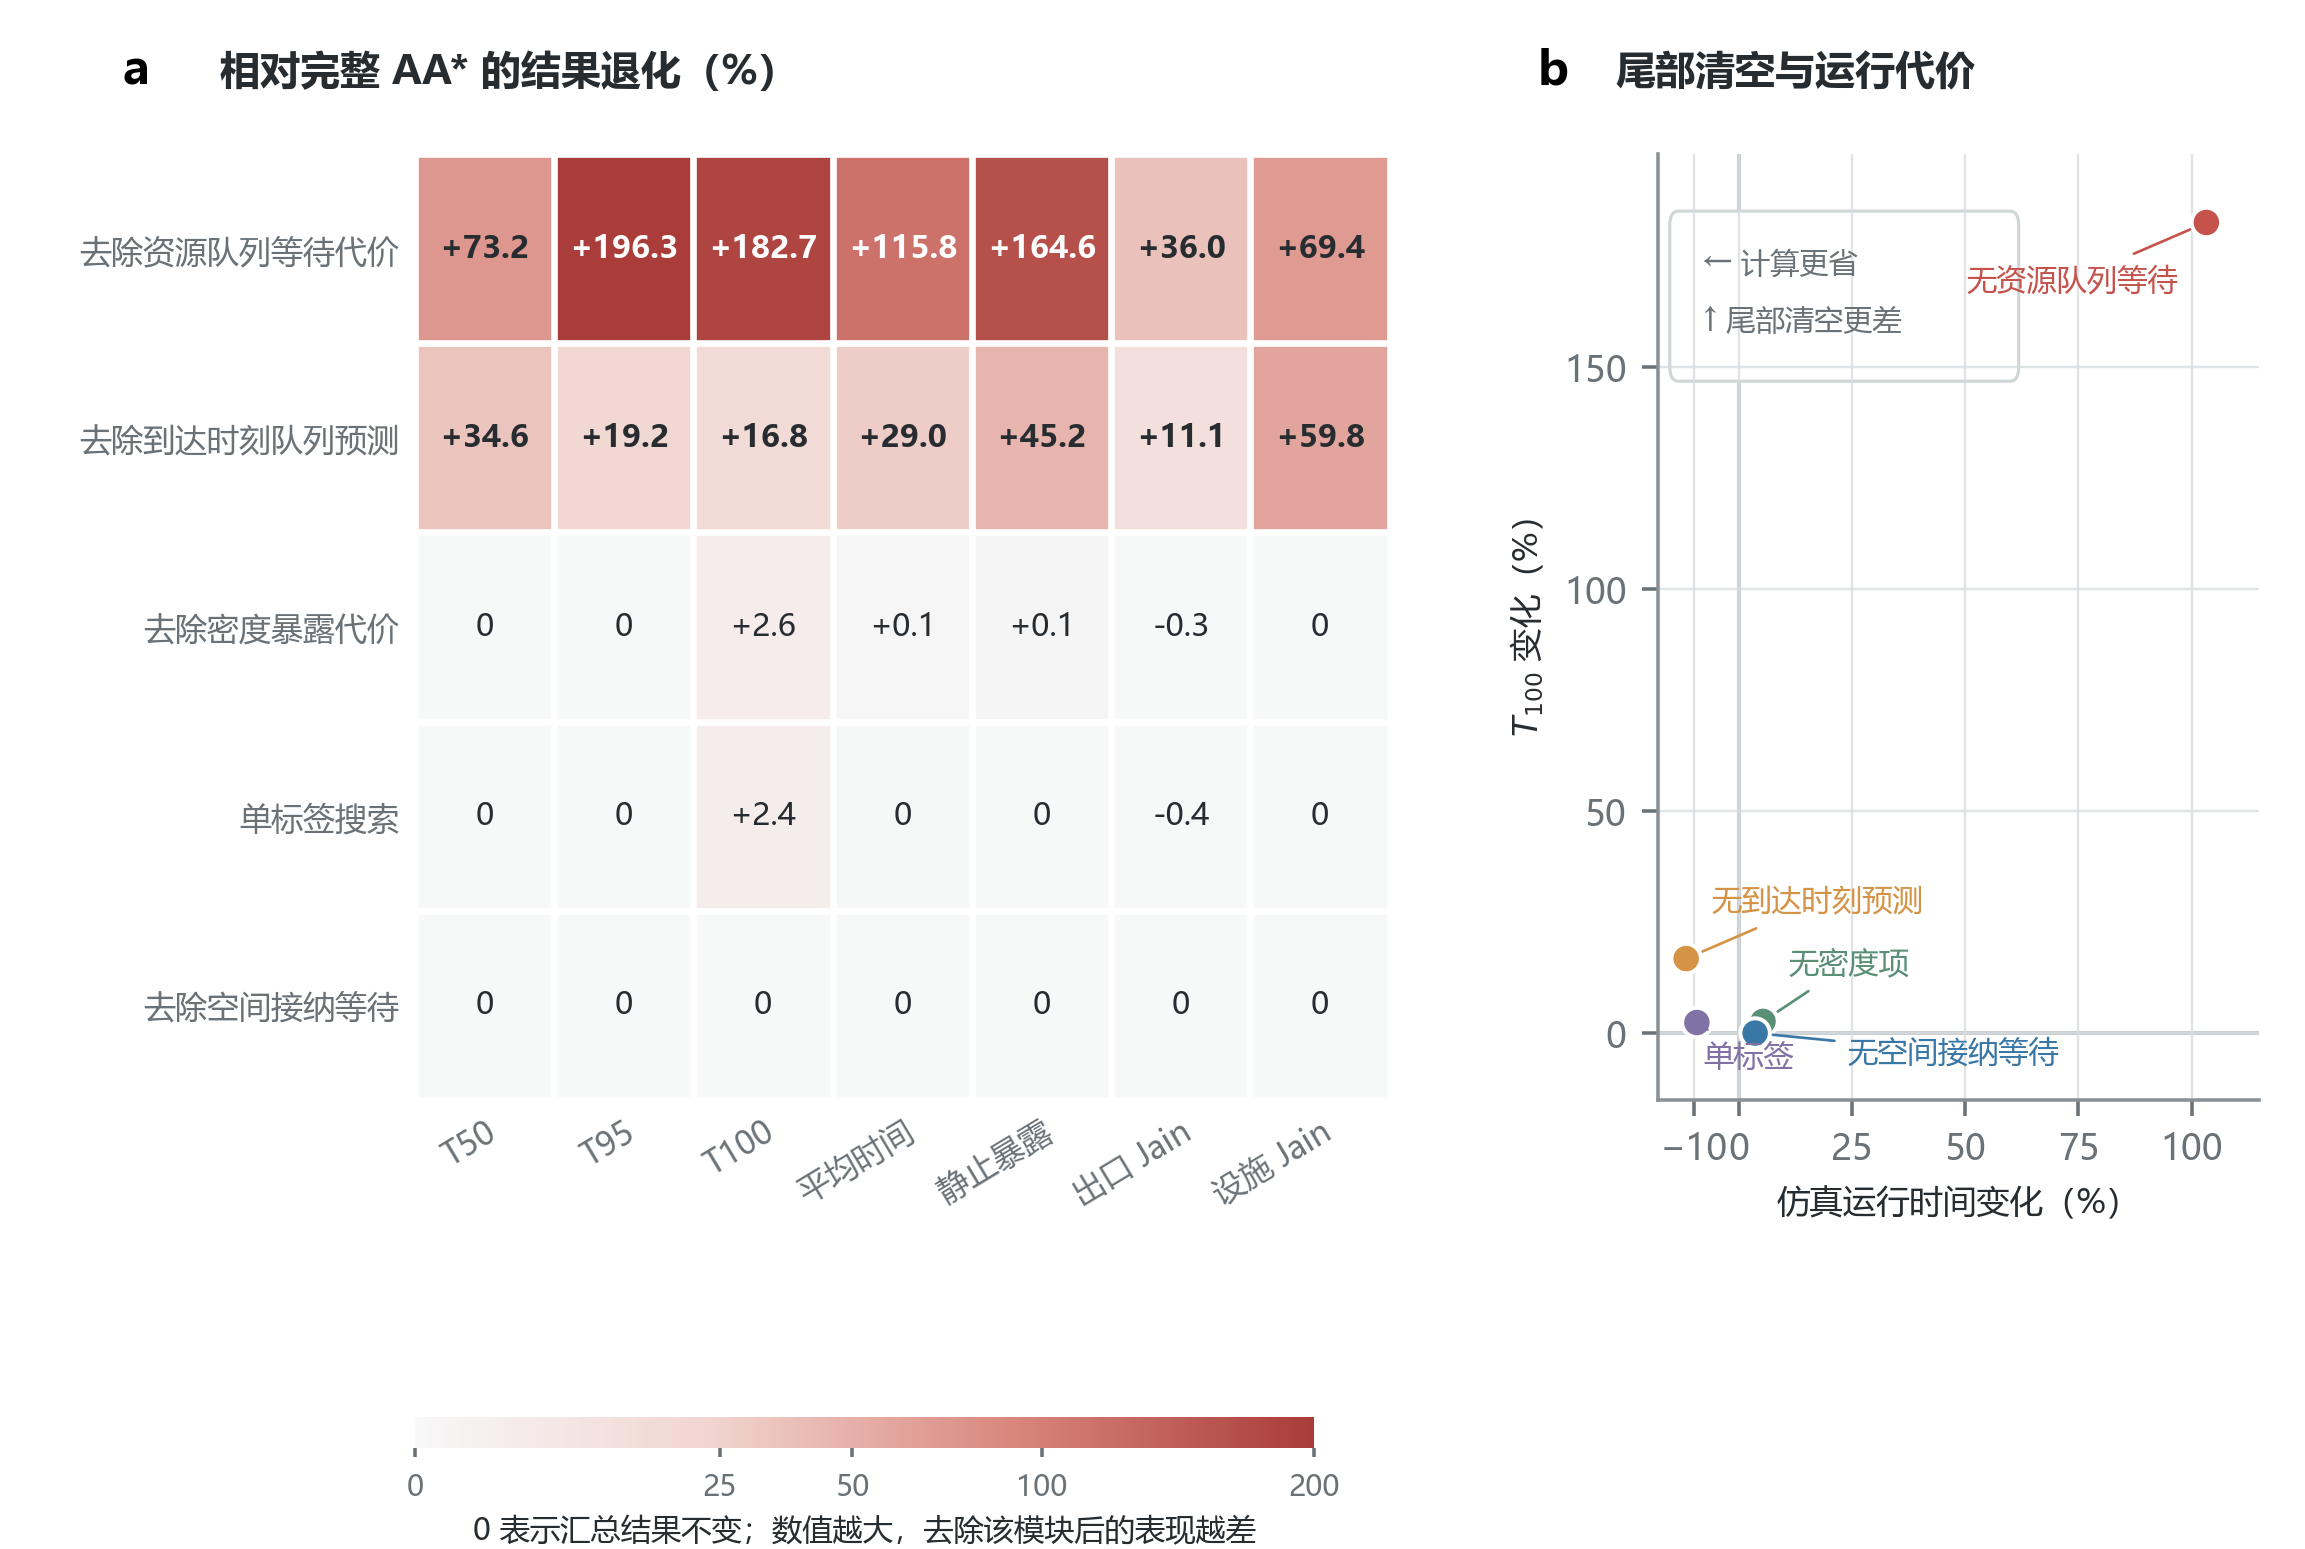 a 相对完整 AA* 的结果退化（%）
去除资源队列等待代价 +73.2 +196.3 +182.7 +115.8 +164.6 +36.0 +69.4
去除到达时刻队列预测 +34.6 +19.2 +16.8 +29.0 +45.2 +11.1 +59.8
去除密度暴露代价 0 0 +2.6 +0.1 +0.1 -0.3 0
单标签搜索 0 0 +2.4 0 0 -0.4 0
去除空间接纳等待 0 0 0 0 0 0 0
T50 T95 T100 平均时间 静止暴露 出口 Jain 设施 Jain
0 25 50 100 200
0 表示汇总结果不变；数值越大，去除该模块后的表现越差
b 尾部清空与运行代价
← 计算更省
↑ 尾部清空更差
无资源队列等待
无到达时刻预测
无密度项
单标签
无空间接纳等待
150
100
50
0
T100 变化（%）
−10 0 25 50 75 100
仿真运行时间变化（%）